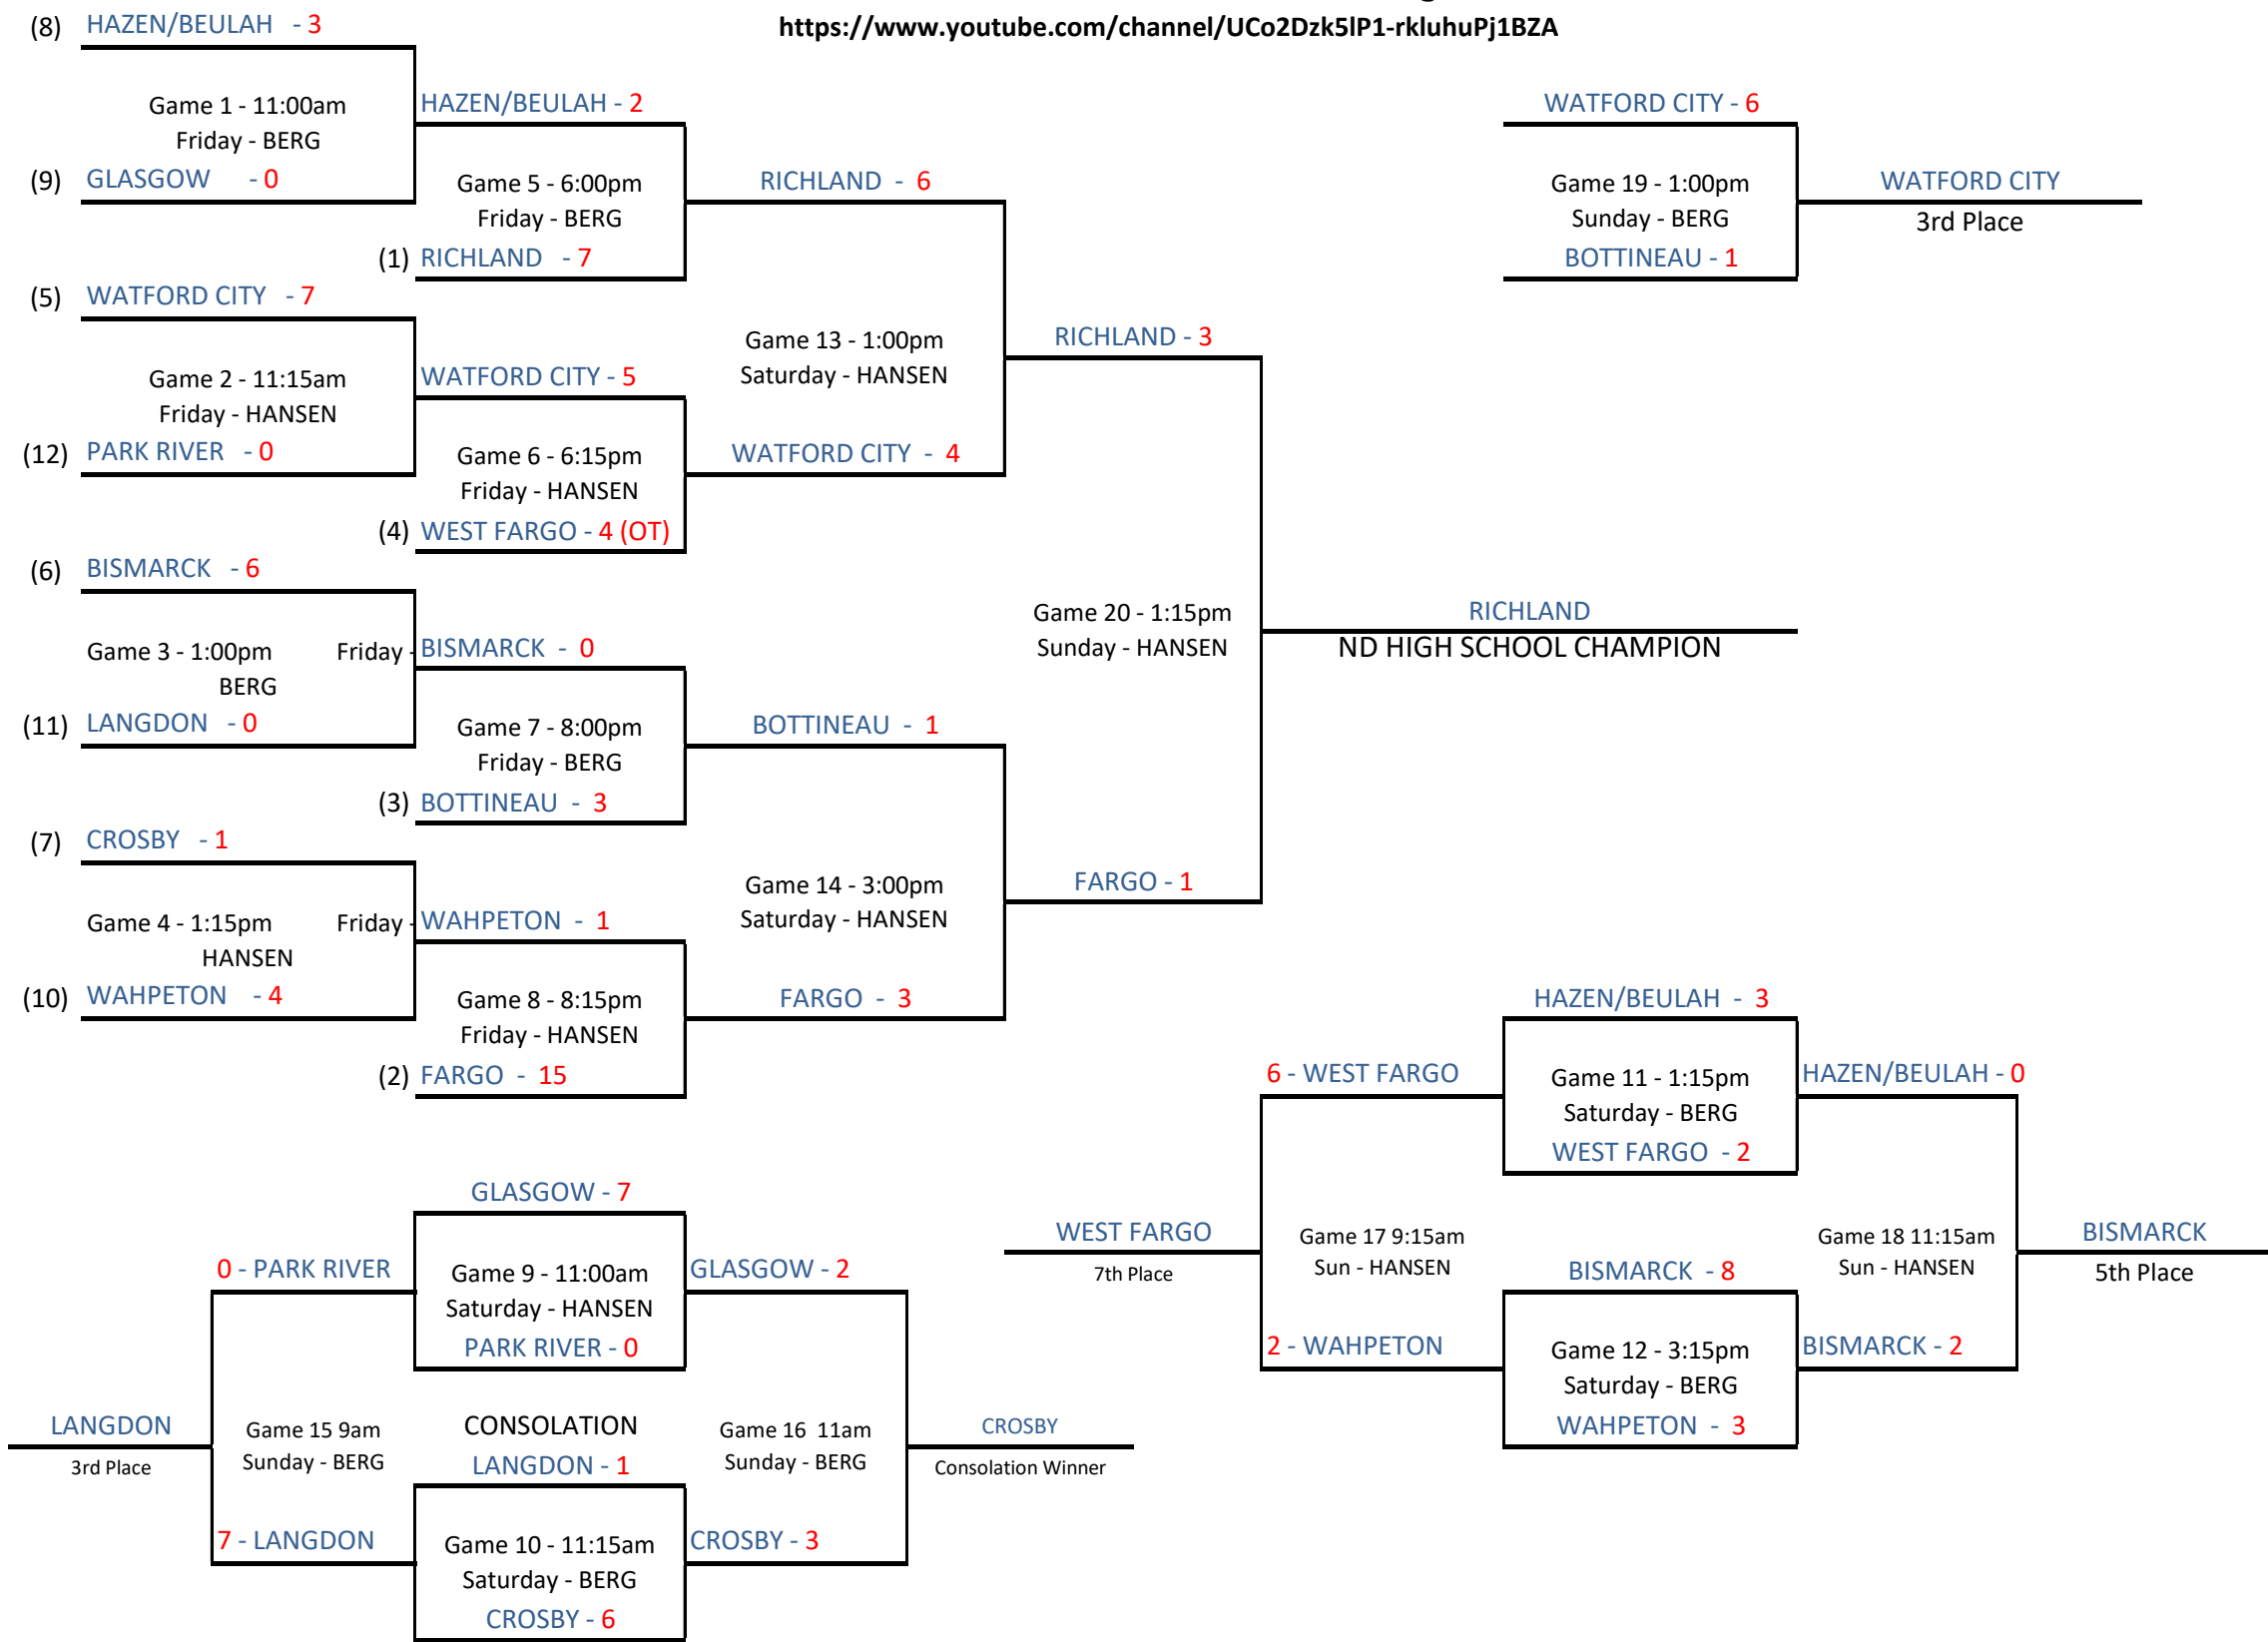 https://www.youtube.com/channel/UCo2Dzk5lP1-rkluhuPj1BZA
(8) HAZEN/BEULAH - 3
Game 1 - 11:00am
Friday - BERG
(9) GLASGOW - 0
HAZEN/BEULAH - 2
Game 5 - 6:00pm
Friday - BERG
(1) RICHLAND - 7
(5) WATFORD CITY - 7
Game 2 - 11:15am
Friday - HANSEN
(12) PARK RIVER - 0
WATFORD CITY - 5
Game 6 - 6:15pm
Friday - HANSEN
(4) WEST FARGO - 4 (OT)
(6) BISMARCK - 6
Game 3 - 1:00pm Friday -
BERG
(11) LANGDON - 0
BISMARCK - 0
Game 7 - 8:00pm
Friday - BERG
(3) BOTTINEAU - 3
(7) CROSBY - 1
Game 4 - 1:15pm Friday -
HANSEN
(10) WAHPETON - 4
WAHPETON - 1
Game 8 - 8:15pm
Friday - HANSEN
(2) FARGO - 15
RICHLAND - 6
Game 13 - 1:00pm
Saturday - HANSEN
WATFORD CITY - 4
BOTTINEAU - 1
Game 14 - 3:00pm
Saturday - HANSEN
FARGO - 3
RICHLAND - 3
Game 20 - 1:15pm
Sunday - HANSEN
FARGO - 1
RICHLAND
ND HIGH SCHOOL CHAMPION
WATFORD CITY - 6
Game 19 - 1:00pm
Sunday - BERG
BOTTINEAU - 1
WATFORD CITY
3rd Place
HAZEN/BEULAH - 3
Game 11 - 1:15pm
Saturday - BERG
WEST FARGO - 2
6 - WEST FARGO
HAZEN/BEULAH - 0
WEST FARGO
7th Place
Game 17 9:15am
Sun - HANSEN
Game 18 11:15am
Sun - HANSEN
BISMARCK
5th Place
BISMARCK - 8
Game 12 - 3:15pm
Saturday - BERG
WAHPETON - 3
2 - WAHPETON
BISMARCK - 2
GLASGOW - 7
Game 9 - 11:00am
Saturday - HANSEN
PARK RIVER - 0
0 - PARK RIVER
GLASGOW - 2
LANGDON
3rd Place
Game 15 9am
Sunday - BERG
CONSOLATION
Game 16 11am
Sunday - BERG
CROSBY
Consolation Winner
LANGDON - 1
Game 10 - 11:15am
Saturday - BERG
CROSBY - 6
7 - LANGDON
CROSBY - 3